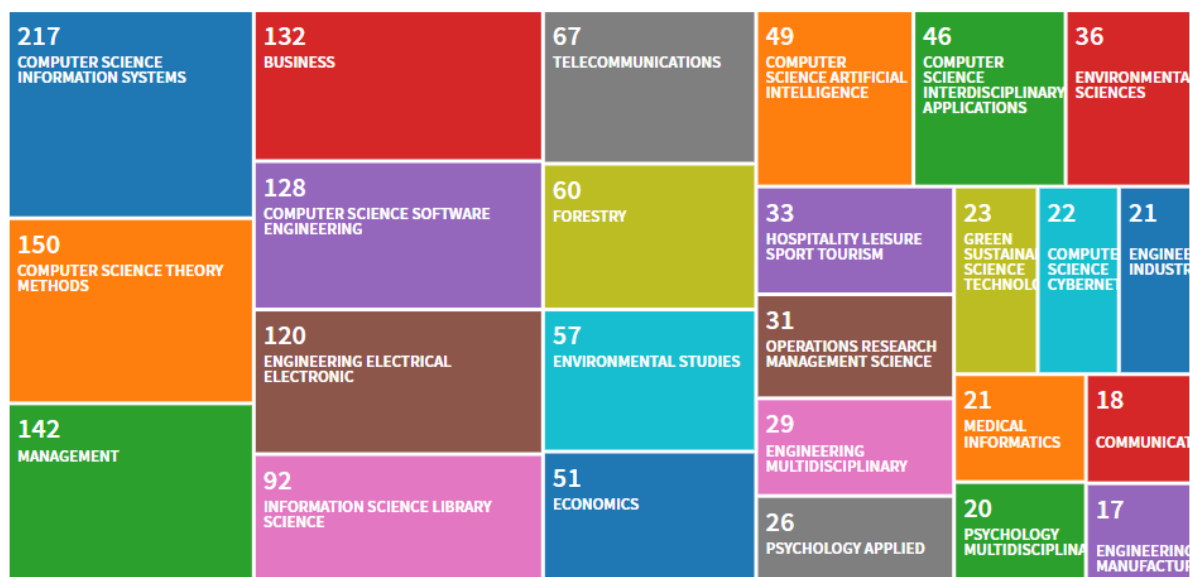 217
COMPUTER SCIENCE
INFORMATION SYSTEMS
150
COMPUTER SCIENCE THEORY
METHODS
142
MANAGEMENT
132
BUSINESS
128
COMPUTER SCIENCE SOFTWARE
ENGINEERING
120
ENGINEERING ELECTRICAL
ELECTRONIC
92
INFORMATION SCIENCE LIBRARY
SCIENCE
67
TELECOMMUNICATIONS
60
FORESTRY
57
ENVIRONMENTAL STUDIES
51
ECONOMICS
49
COMPUTER
SCIENCE ARTIFICIAL
INTELLIGENCE
46
COMPUTER
SCIENCE
INTERDISCIPLINARY
APPLICATIONS
36
ENVIRONMENTA
SCIENCES
33
HOSPITALITY LEISURE
SPORT TOURISM
31
OPERATIONS RESEARCH
MANAGEMENT SCIENCE
29
ENGINEERING
MULTIDISCIPLINARY
26
PSYCHOLOGY APPLIED
23
GREEN
SUSTAINA
SCIENCE
TECHNOLO
22
COMPUTE
SCIENCE
CYBERNE
21
ENGINEE
INDUSTR
21
MEDICAL
INFORMATICS
18
COMMUNICAT
20
PSYCHOLOGY
MULTIDISCIPLINA
17
ENGINEERING
MANUFACTUR